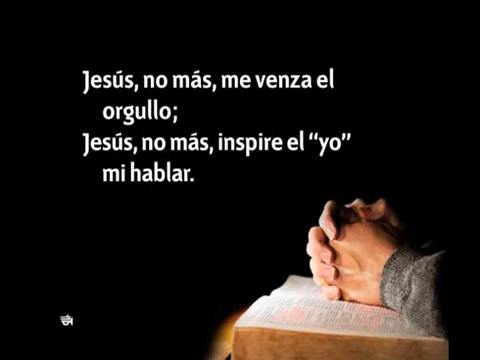 Jesús, no más, me venza el
orgullo;
Jesús, no más, inspire el “yo”
mi hablar.